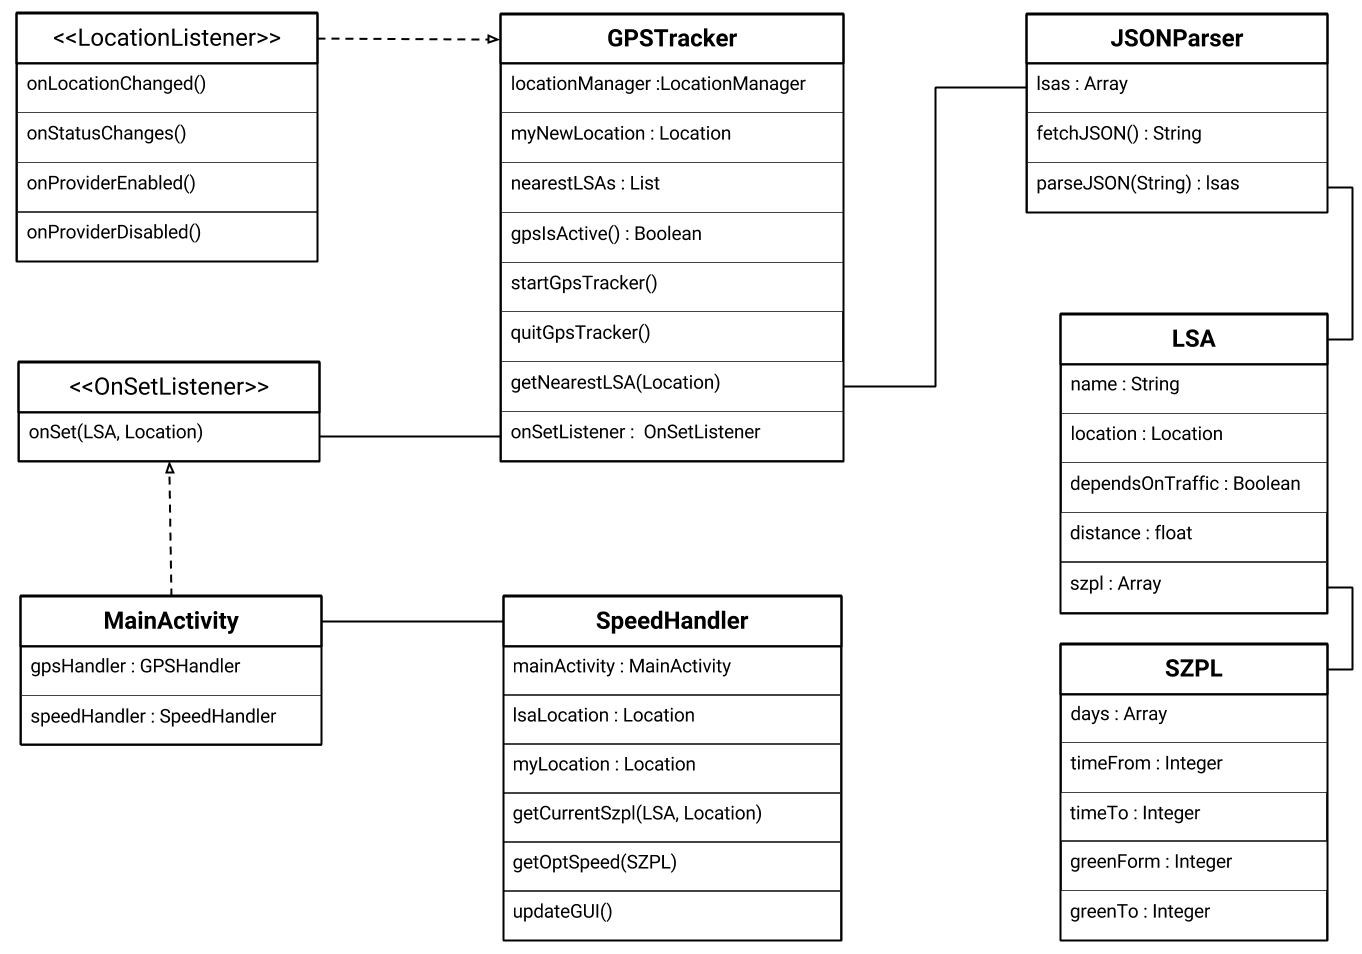 <<LocationListener>>
onLocationChanged()
onStatusChanges()
onProviderEnabled()
onProviderDisabled()
GPSTracker
locationManager :LocationManager
myNewLocation : Location
nearestLSAs : List
gpsIsActive() : Boolean
startGpsTracker()
quitGpsTracker()
getNearestLSA(Location)
onSetListener :  OnSetListener
JSONParser
lsas : Array
fetchJSON() : String
parseJSON(String) : lsas
<<OnSetListener>>
onSet(LSA, Location)
LSA
name : String
location : Location
dependsOnTraffic : Boolean
distance : float
szpl : Array
MainActivity
gpsHandler : GPSHandler
speedHandler : SpeedHandler
SpeedHandler
mainActivity : MainActivity
lsaLocation : Location
myLocation : Location
getCurrentSzpl(LSA, Location)
getOptSpeed(SZPL)
updateGUI()
SZPL
days : Array
timeFrom : Integer
timeTo : Integer
greenForm : Integer
greenTo : Integer